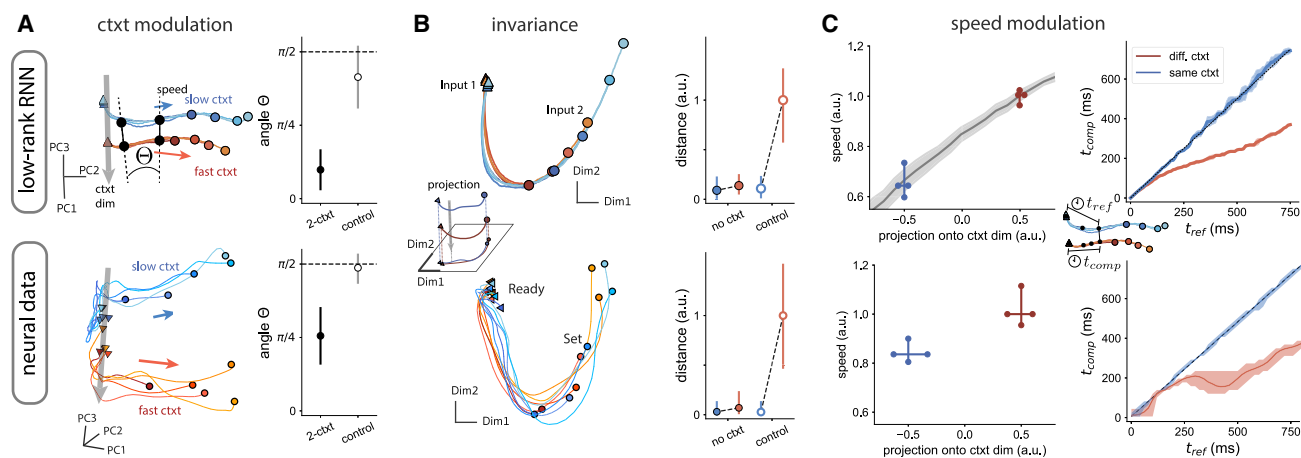 A
ctxt modulation
B
invariance
C
speed modulation
low-rank RNN
speed
slow ctxt
Θ
fast ctxt
PC3
PC2
PC1
ctxt
dim
angle Θ
π/2
π/4
0
2-ctxt
control
Input 1
Input 2
Dim2
Dim1
projection
Dim2
Dim1
distance (a.u.)
1
0
no ctxt
control
speed
(a.u.)
1.2
1.0
0.8
0.6
-0.5
0.0
0.5
projection onto ctxt dim (a.u.)
diff. ctxt
same ctxt
t_comp
(ms)
600
400
200
0
0
250
500
750
t_ref (ms)
t_ref
t_comp
neural data
slow ctxt
fast ctxt
PC3
PC2
PC1
angle Θ
π/2
π/4
0
2-ctxt
control
Ready
Set
Dim2
Dim1
distance (a.u.)
1
0
no ctxt
control
speed
(a.u.)
1.2
1.0
0.8
0.6
-0.5
0.0
0.5
projection onto ctxt dim (a.u.)
t_comp
(ms)
600
400
200
0
0
250
500
750
t_ref (ms)